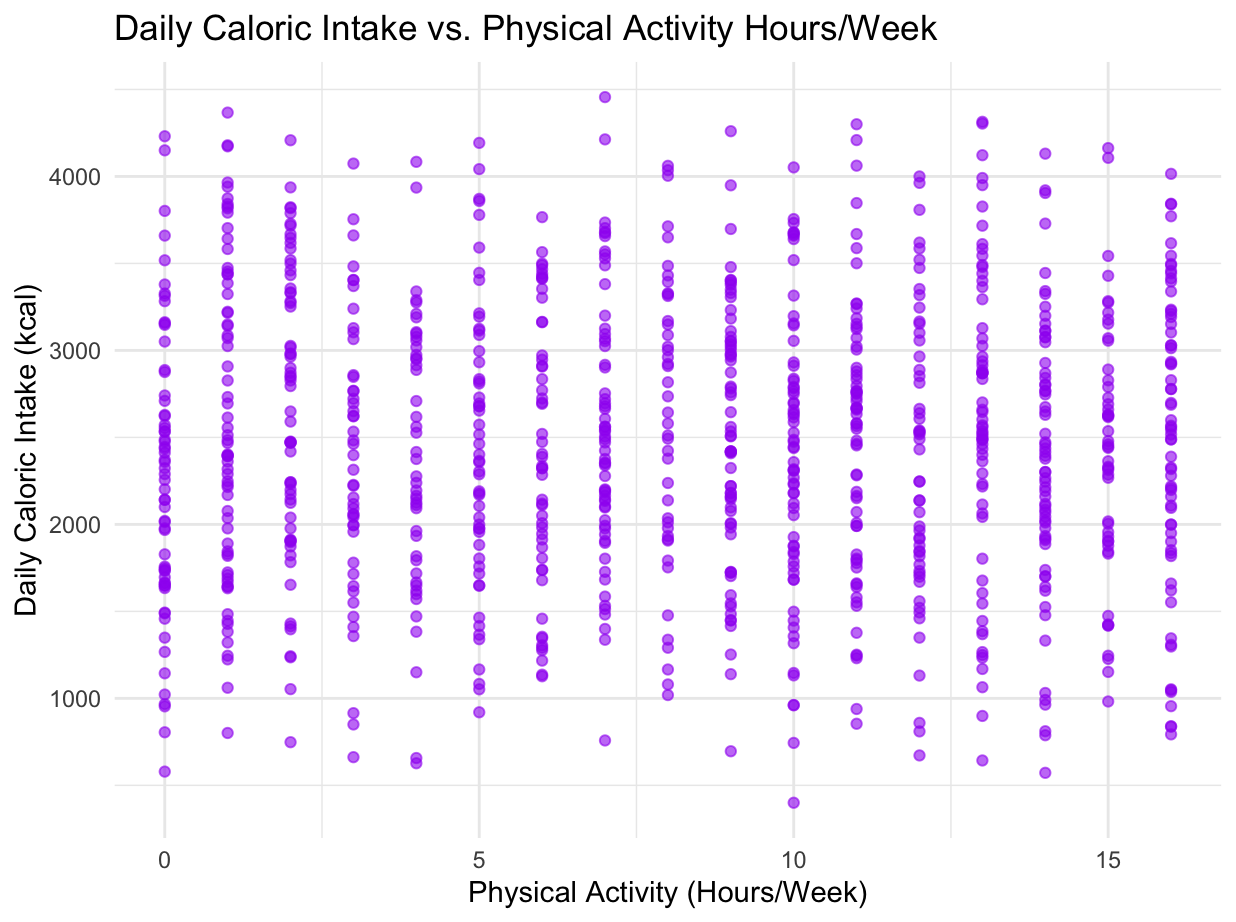 Daily Caloric Intake vs. Physical Activity Hours/Week
Daily Caloric Intake (kcal)
4000
3000
2000
1000
0 5 10 15
Physical Activity (Hours/Week)